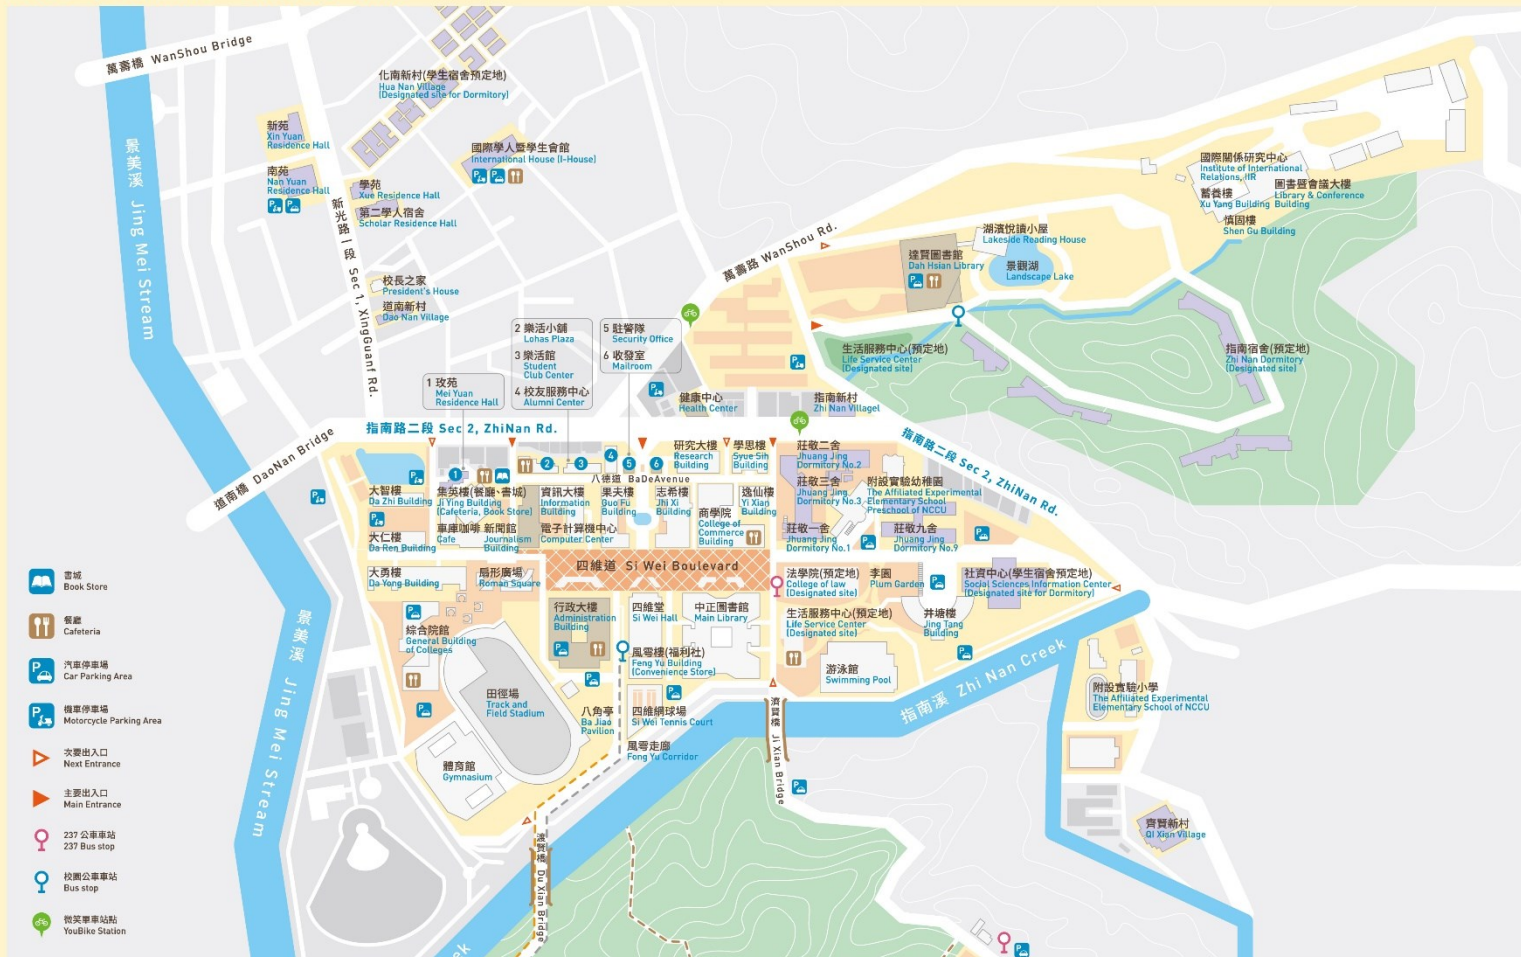 萬壽橋 WanShou Bridge
化南新村(學生宿舍預定地)
Hua Nan Village
(Designated site for Dormitory)
新苑
Xin Yuan
Residence Hall
南苑
Nan Yuan
Residence Hall
國際學人暨學生會館
International House (I-House)
學苑
Xue Residence Hall
第二學人宿舍
Scholar Residence Hall
景美溪 Jing Mei Stream
新光路一段 Sec 1, XingGuanf Rd.
校長之家
President's House
道南新村
Dao Nan Village
萬壽路 WanShou Rd.
國際關係研究中心
Institute of International
Relations, IIR
蓄養樓
Xu Yang Building
圖書暨會議大樓
Library & Conference
Building
慎固樓
Shen Gu Building
湖濱悅讀小屋
Lakeside Reading House
達賢圖書館
Dah Hsian Library
景觀湖
Landscape Lake
生活服務中心(預定地)
Life Service Center
(Designated site)
指南宿舍(預定地)
Zhi Nan Dormitory
(Designated site)
1 玫苑
Mei Yuan
Residence Hall
2 樂活小舖
Lohas Plaza
3 樂活館
Student
Club Center
4 校友服務中心
Alumni Center
5 駐警隊
Security Office
6 收發室
Mailroom
健康中心
Health Center
指南新村
Zhi Nan Villagel
指南路二段 Sec 2, ZhiNan Rd.
指南路二段 Sec 2, ZhiNan Rd.
道南橋 DaoNan Bridge
1
2
3
4
5
6
八德道 BaDeAvenue
研究大樓
Research
Building
學思樓
Syue Sih
Building
莊敬二舍
Jhuang Jing
Dormitory No.2
莊敬三舍
Jhuang Jing
Dormitory No.3
附設實驗幼稚園
The Affiliated Experimental
Elementary School
Preschool of NCCU
大智樓
Da Zhi Building
集英樓(餐廳、書城)
Ji Ying Building
(Cafeteria, Book Store)
資訊大樓
Information
Building
果夫樓
Guo Fu
Building
志希樓
Jhi Xi
Building
逸仙樓
Yi Xian
Building
商學院
College of
Commerce
Building
大仁樓
Da Ren Building
車庫咖啡
Cafe
新聞館
Journalism
Building
電子計算機中心
Computer Center
莊敬一舍
Jhuang Jing
Dormitory No.1
莊敬九舍
Jhuang Jing
Dormitory No.9
四維道 Si Wei Boulevard
大勇樓
Da Yong Building
扇形廣場
Roman Square
法學院(預定地)
College of law
(Designated site)
李園
Plum Garden
社資中心(學生宿舍預定地)
Social Sciences Information Center
(Designated site for Dormitory)
行政大樓
Administration
Building
四維堂
Si Wei Hall
中正圖書館
Main Library
生活服務中心(預定地)
Life Service Center
(Designated site)
井塘樓
Jing Tang
Building
綜合院館
General Building
of Colleges
風雩樓(福利社)
Feng Yu Building
(Convenience Store)
游泳館
Swimming Pool
田徑場
Track and
Field Stadium
八角亭
Ba Jiao
Pavilion
四維網球場
Si Wei Tennis Court
風雩走廊
Fong Yu Corridor
體育館
Gymnasium
指南溪 Zhi Nan Creek
濟賢橋 Ji Xian Bridge
渡賢橋 Du Xian Bridge
附設實驗小學
The Affiliated Experimental
Elementary School of NCCU
齊賢新村
QI Xian Village
景美溪 Jing Mei Stream
書城
Book Store
餐廳
Cafeteria
汽車停車場
Car Parking Area
機車停車場
Motorcycle Parking Area
次要出入口
Next Entrance
主要出入口
Main Entrance
237 公車車站
237 Bus stop
校園公車車站
Bus stop
微笑單車站點
YouBike Station